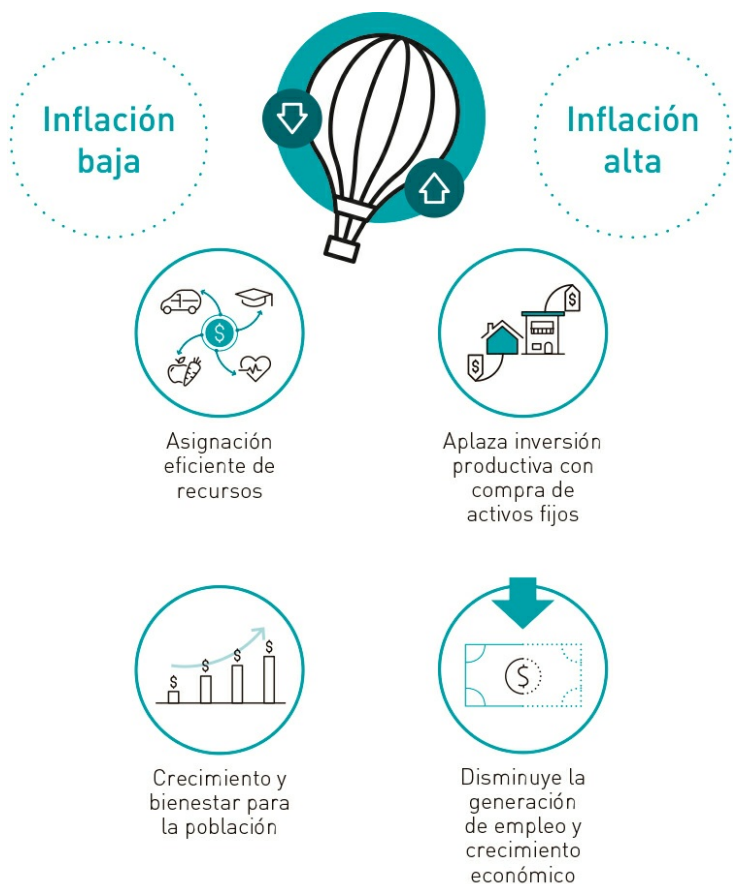 Inflación
baja
Inflación
alta
$
Asignación
eficiente de
recursos
$
$
Aplaza inversión
productiva con
compra de
activos fijos
$
$
$
$
Crecimiento y
bienestar para
la población
$
Disminuye la
generación
de empleo y
crecimiento
económico